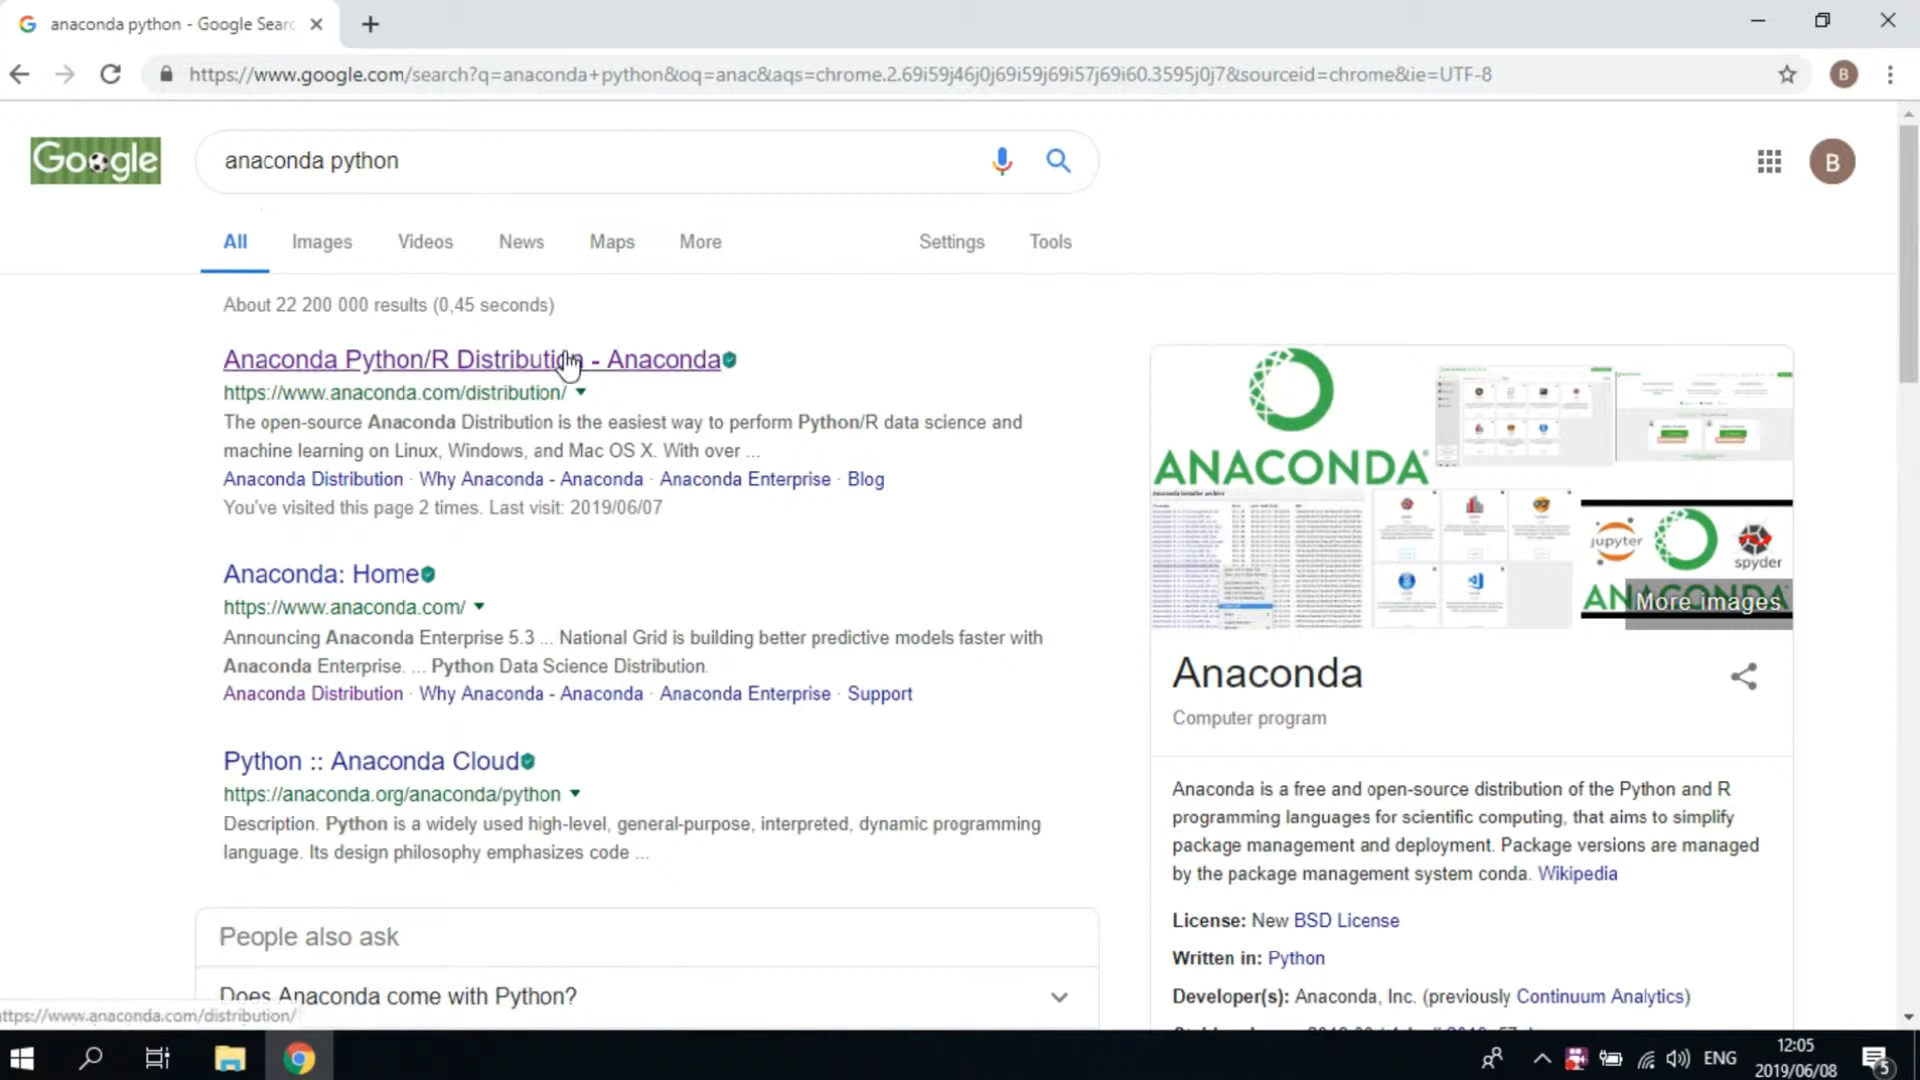 anaconda python - Google Searc
https://www.google.com/search?q=anaconda+python&oq=anac&aqs=chrome.2.69i59j46j0j69i59j69i57j69i60.3595j0j7&sourceid=chrome&ie=UTF-8
B
Google
anaconda python
B
All Images Videos News Maps More Settings Tools
About 22 200 000 results (0,45 seconds)
Anaconda Python/R Distribution - Anaconda
https://www.anaconda.com/distribution/
The open-source Anaconda Distribution is the easiest way to perform Python/R data science and
machine learning on Linux, Windows, and Mac OS X. With over ...
Anaconda Distribution · Why Anaconda - Anaconda · Anaconda Enterprise · Blog
You've visited this page 2 times. Last visit: 2019/06/07
Anaconda: Home
https://www.anaconda.com/
Announcing Anaconda Enterprise 5.3 ... National Grid is building better predictive models faster with
Anaconda Enterprise. ... Python Data Science Distribution.
Anaconda Distribution · Why Anaconda - Anaconda · Anaconda Enterprise · Support
Python :: Anaconda Cloud
https://anaconda.org/anaconda/python
Description. Python is a widely used high-level, general-purpose, interpreted, dynamic programming
language. Its design philosophy emphasizes code ...
People also ask
Does Anaconda come with Python?
ttps://www.anaconda.com/distribution/
ANACONDA
Anaconda installer archive
jupyter
spyder
More images
Anaconda
Computer program
Anaconda is a free and open-source distribution of the Python and R
programming languages for scientific computing, that aims to simplify
package management and deployment. Package versions are managed
by the package management system conda. Wikipedia
License: New BSD License
Written in: Python
Developer(s): Anaconda, Inc. (previously Continuum Analytics)
ENG
12:05
2019/06/08
5